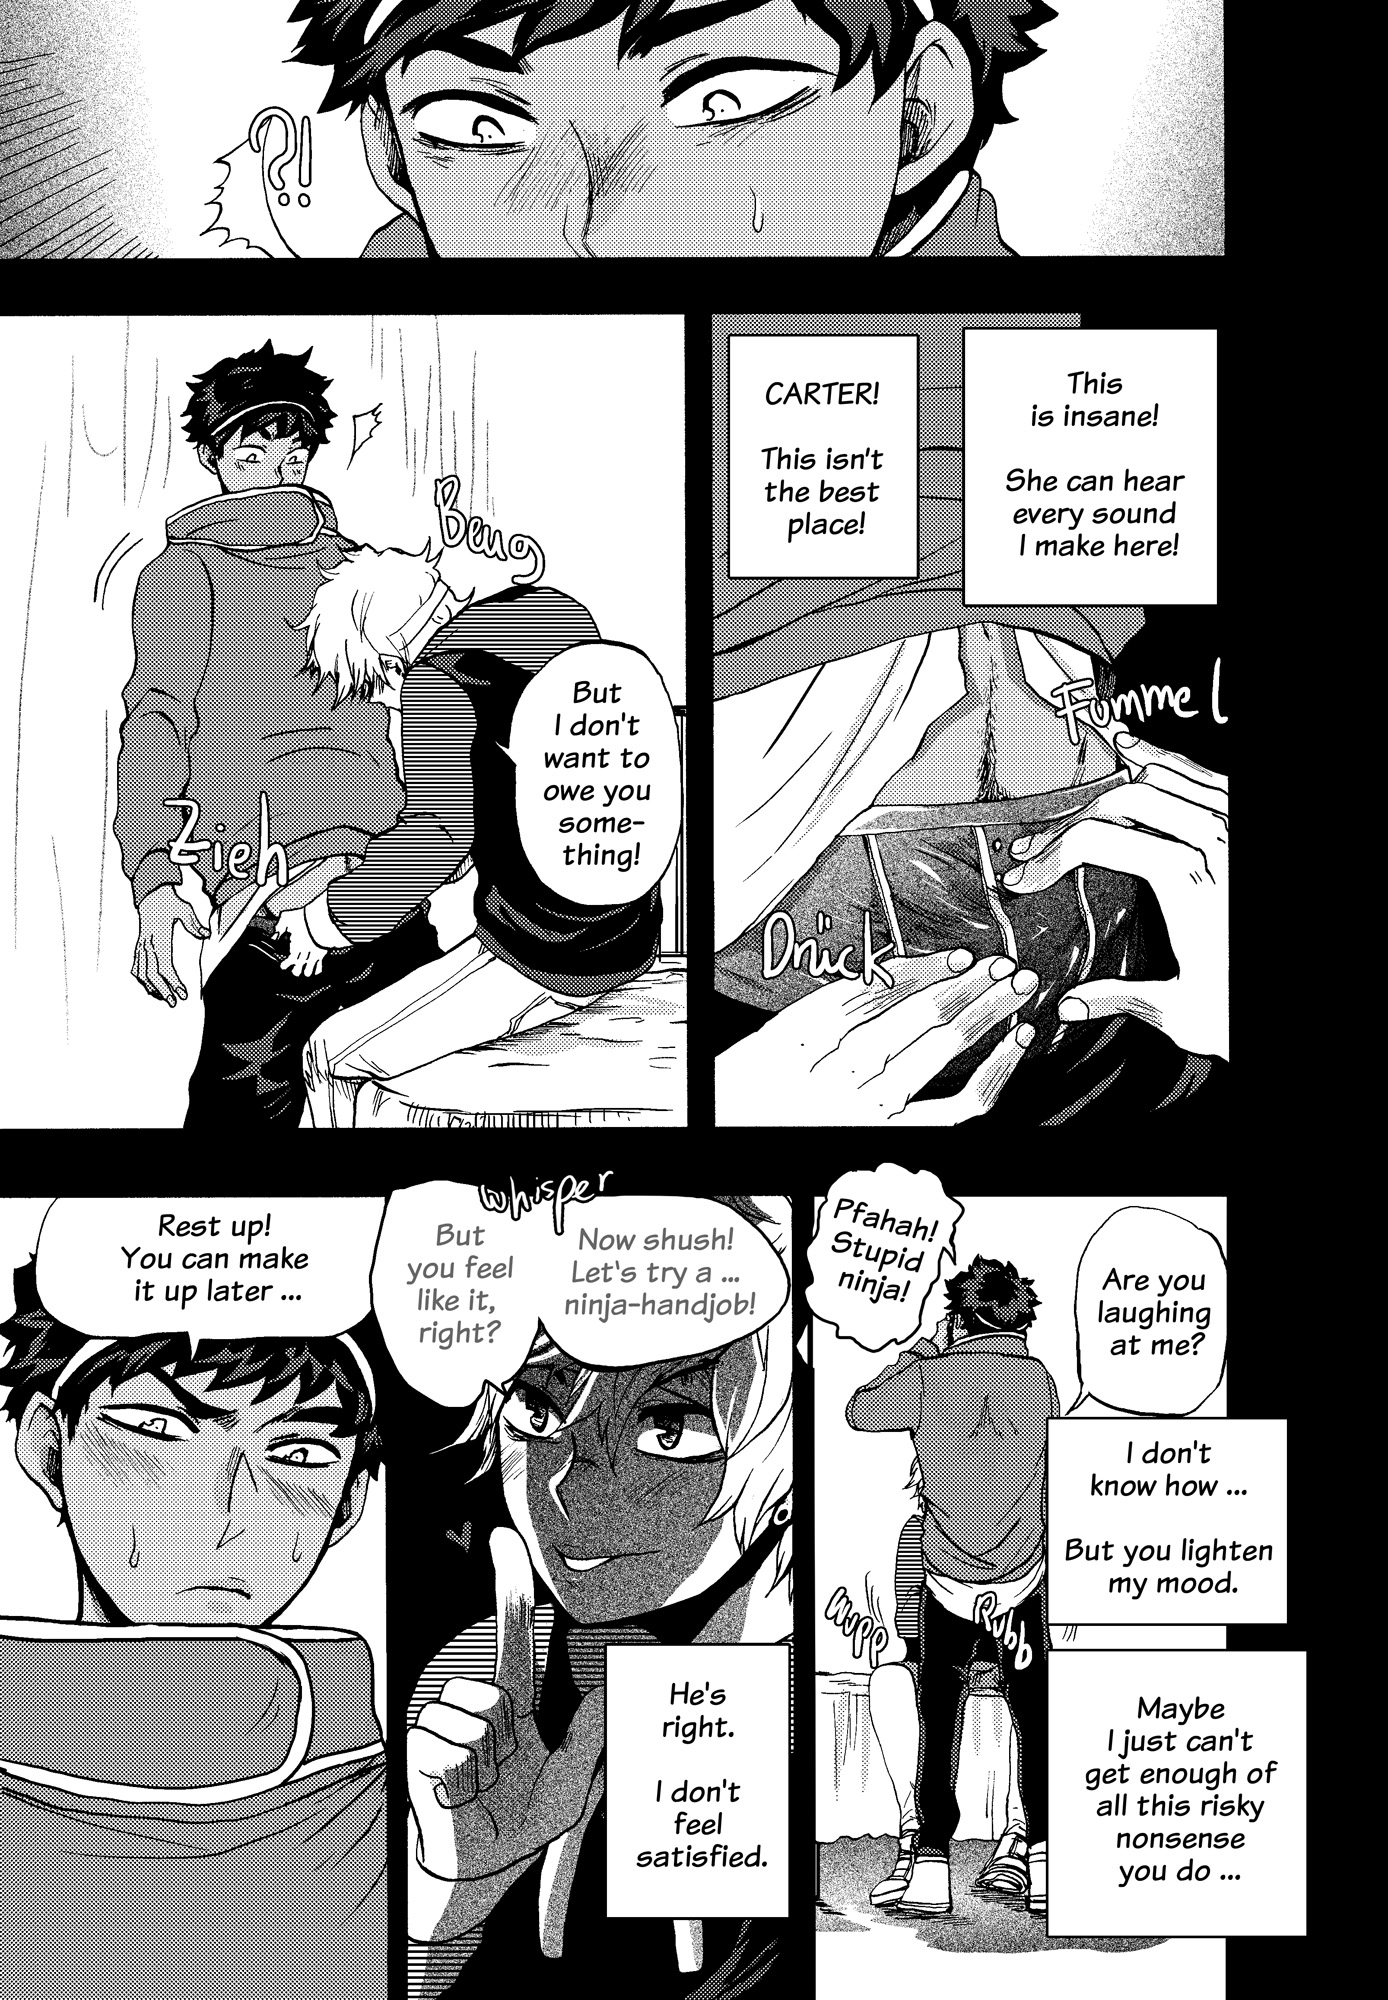 ?!
CARTER!
This isn't
the best
place!
This
is insane!
She can hear
every sound
I make here!
Beug
But
I don't
want to
owe you
some-
thing!
Zieh
Fummel
Drück
Rest up!
You can make
it up later ...
whisper
But
you feel
like it,
right?
Now shush!
Let's try a ...
ninja-handjob!
He's
right.
I don't
feel
satisfied.
Pfahah!
Stupid
ninja!
Are you
laughing
at me?
I don't
know how ...
But you lighten
my mood.
Wupp
Rubb
Maybe
I just can't
get enough of
all this risky
nonsense
you do ...